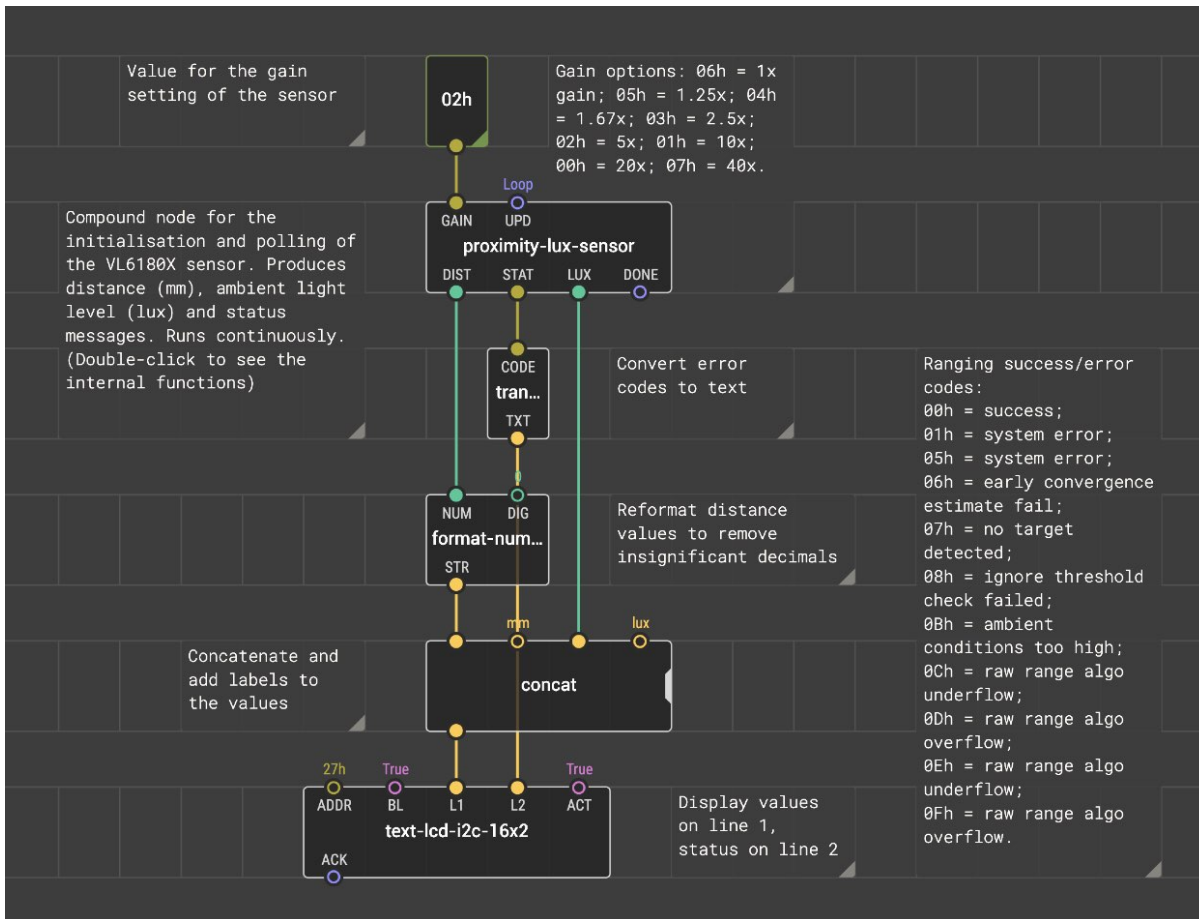 Value for the gain
setting of the sensor
02h
Gain options: 06h = 1x
gain; 05h = 1.25x; 04h
= 1.67x; 03h = 2.5x;
02h = 5x; 01h = 10x;
00h = 20x; 07h = 40x.
Loop
GAIN UPD
proximity-lux-sensor
DIST STAT LUX DONE
Compound node for the
initialisation and polling of
the VL6180X sensor. Produces
distance (mm), ambient light
level (lux) and status
messages. Runs continuously.
(Double-click to see the
internal functions)
CODE
tran...
TXT
Convert error
codes to text
0
NUM DIG
format-num...
STR
Reformat distance
values to remove
insignificant decimals
mm lux
concat
Concatenate and
add labels to
the values
27h True True
ADDR BL L1 L2 ACT
text-lcd-i2c-16x2
ACK
Display values
on line 1,
status on line 2
Ranging success/error
codes:
00h = success;
01h = system error;
05h = system error;
06h = early convergence
estimate fail;
07h = no target
detected;
08h = ignore threshold
check failed;
0Bh = ambient
conditions too high;
0Ch = raw range algo
underflow;
0Dh = raw range algo
overflow;
0Eh = raw range algo
underflow;
0Fh = raw range algo
overflow.